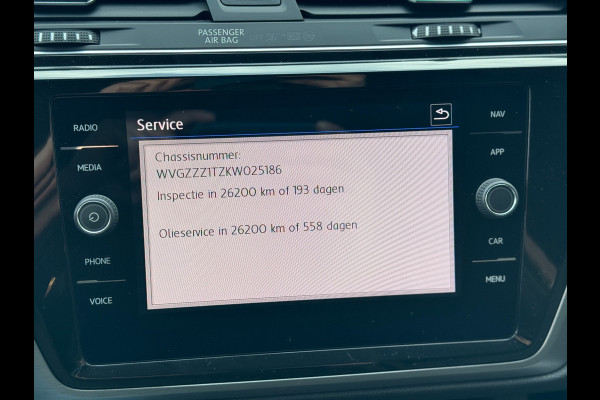 PASSENGER
AIR BAG
RADIO
MEDIA
PHONE
VOICE
Service
Chassisnummer:
WVGZZZ1TZKW025186
Inspectie in 26200 km of 193 dagen
Olieservice in 26200 km of 558 dagen
NAV
APP
CAR
MENU